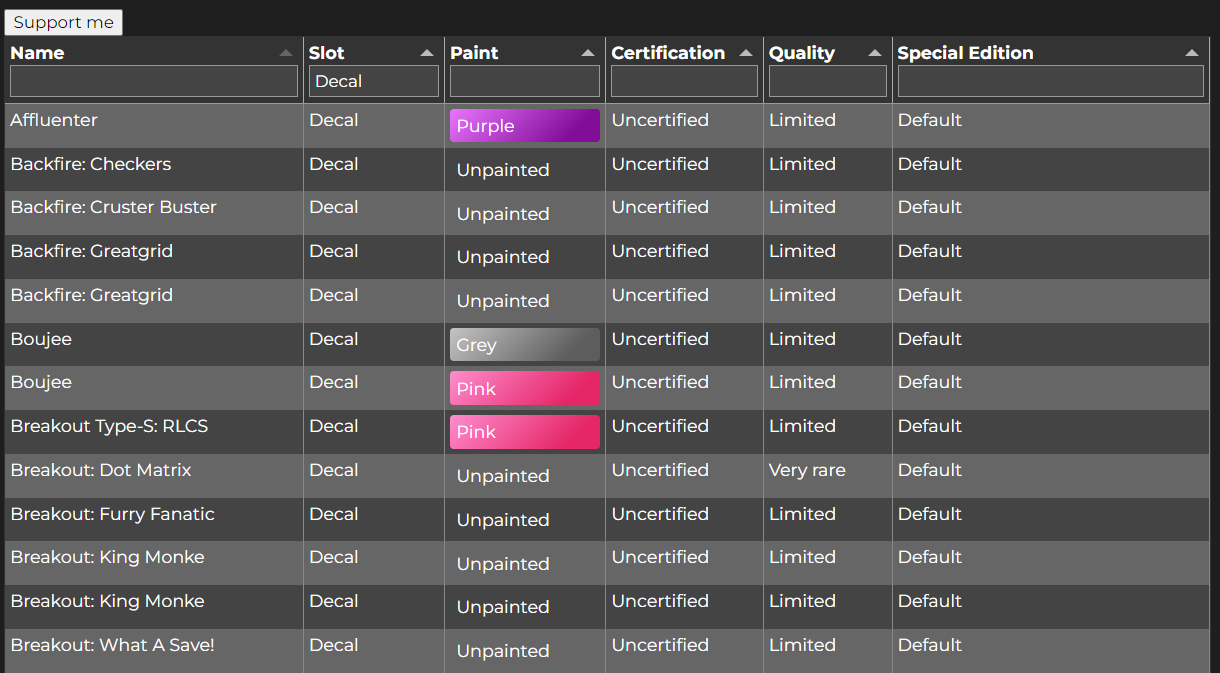 Support me
Name Slot Paint Certification Quality Special Edition
Decal
Affluenter Decal Purple Uncertified Limited Default
Backfire: Checkers Decal Unpainted Uncertified Limited Default
Backfire: Cruster Buster Decal Unpainted Uncertified Limited Default
Backfire: Greatgrid Decal Unpainted Uncertified Limited Default
Backfire: Greatgrid Decal Unpainted Uncertified Limited Default
Boujee Decal Grey Uncertified Limited Default
Boujee Decal Pink Uncertified Limited Default
Breakout Type-S: RLCS Decal Pink Uncertified Limited Default
Breakout: Dot Matrix Decal Unpainted Uncertified Very rare Default
Breakout: Furry Fanatic Decal Unpainted Uncertified Limited Default
Breakout: King Monke Decal Unpainted Uncertified Limited Default
Breakout: King Monke Decal Unpainted Uncertified Limited Default
Breakout: What A Save! Decal Unpainted Uncertified Limited Default